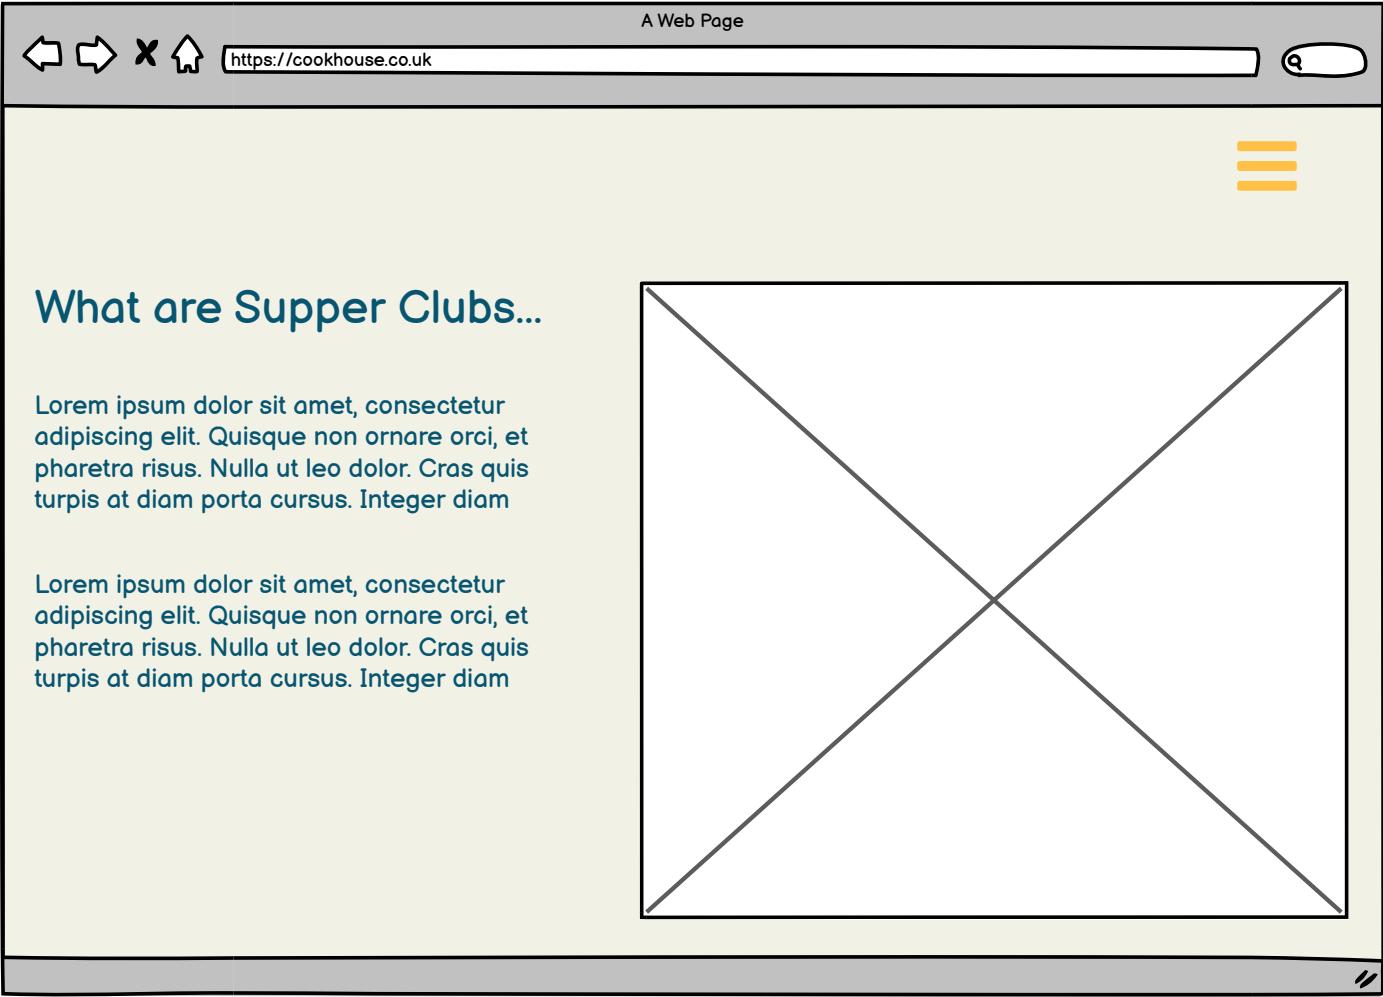 A Web Page
https://cookhouse.co.uk
What are Supper Clubs...
Lorem ipsum dolor sit amet, consectetur
adipiscing elit. Quisque non ornare orci, et
pharetra risus. Nulla ut leo dolor. Cras quis
turpis at diam porta cursus. Integer diam
Lorem ipsum dolor sit amet, consectetur
adipiscing elit. Quisque non ornare orci, et
pharetra risus. Nulla ut leo dolor. Cras quis
turpis at diam porta cursus. Integer diam